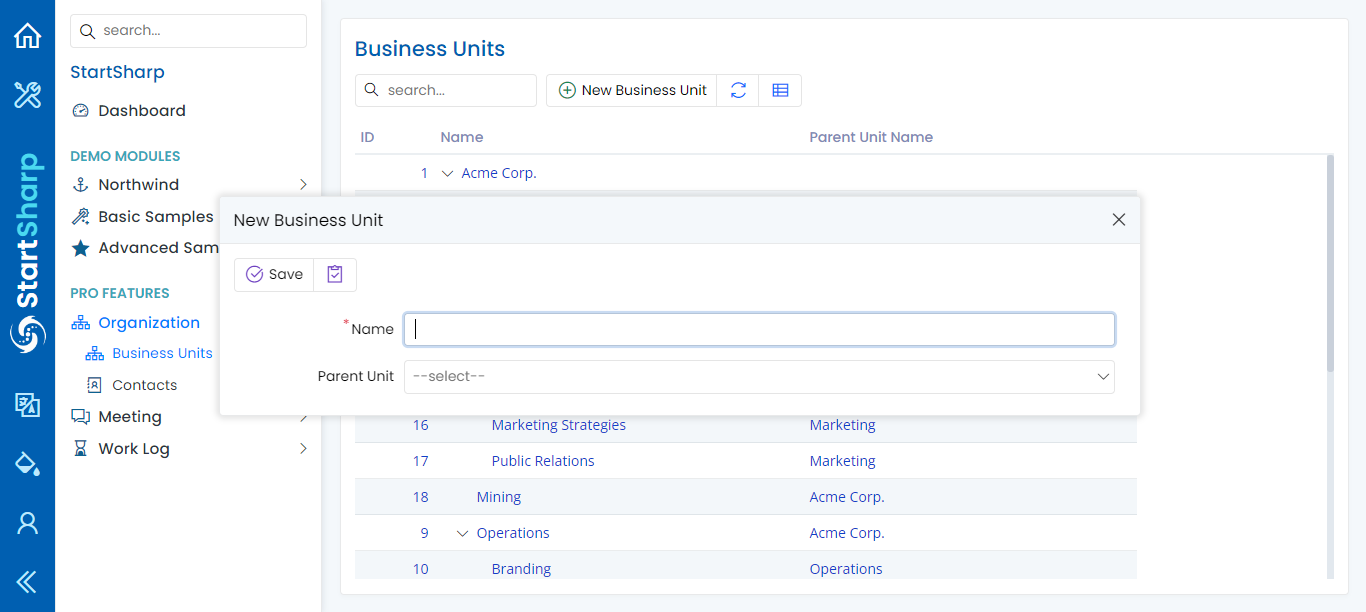 StartSharp
search...
StartSharp
Dashboard
DEMO MODULES
Northwind
Basic Samples
Advanced Sam
PRO FEATURES
Organization
Business Units
Contacts
Meeting
Work Log
Business Units
search...
New Business Unit
ID Name Parent Unit Name
1 Acme Corp.
New Business Unit
Save
* Name
Parent Unit --select--
16 Marketing Strategies Marketing
17 Public Relations Marketing
18 Mining Acme Corp.
9 Operations Acme Corp.
10 Branding Operations